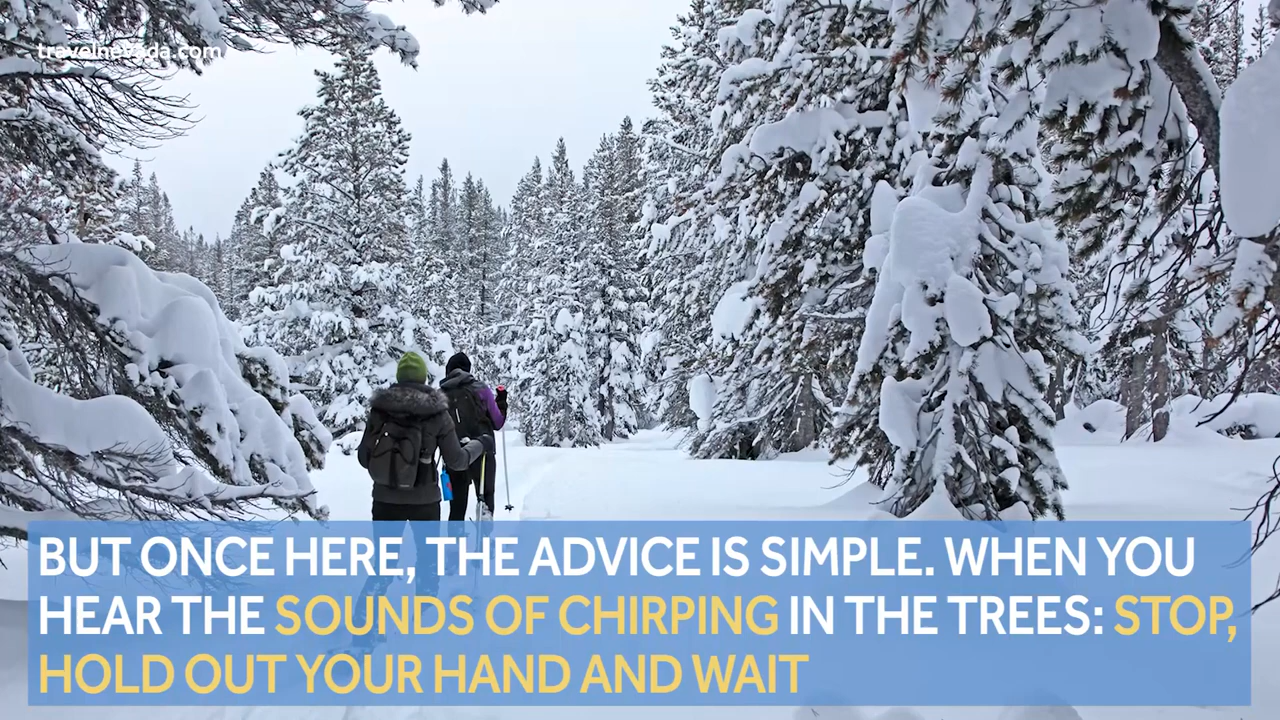 travelnevada.com/
BUT ONCE HERE, THE ADVICE IS SIMPLE. WHEN YOU
HEAR THE SOUNDS OF CHIRPING IN THE TREES: STOP,
HOLD OUT YOUR HAND AND WAIT